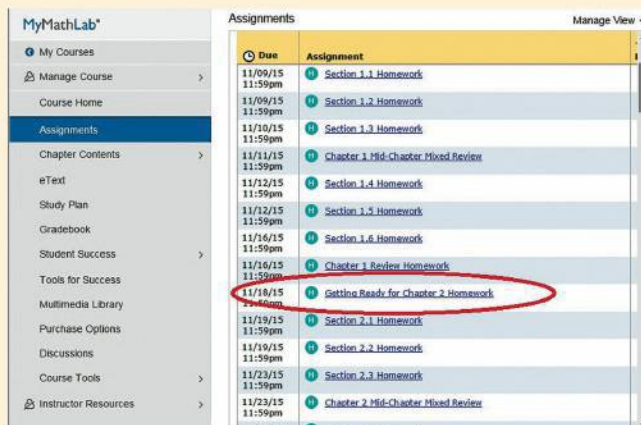 MyMathLab®
My Courses
Manage Course
Course Home
Assignments
Chapter Contents
eText
Study Plan
Gradebook
Student Success
Tools for Success
Multimedia Library
Purchase Options
Discussions
Course Tools
Instructor Resources
Assignments
Manage View
Due Assignment
11/09/15 Section 1.1 Homework
11:59pm
11/09/15 Section 1.2 Homework
11:59pm
11/10/15 Section 1.3 Homework
11:59pm
11/11/15 Chapter 1 Mid-Chapter Mixed Review
11:59pm
11/12/15 Section 1.4 Homework
11:59pm
11/12/15 Section 1.5 Homework
11:59pm
11/16/15 Section 1.6 Homework
11:59pm
11/16/15 Chapter 1 Review Homework
11:59pm
11/18/15 Getting Ready for Chapter 2 Homework
11:59pm
11/19/15 Section 2.1 Homework
11:59pm
11/19/15 Section 2.2 Homework
11:59pm
11/23/15 Section 2.3 Homework
11:59pm
11/23/15 Chapter 2 Mid-Chapter Mixed Review
11:59pm